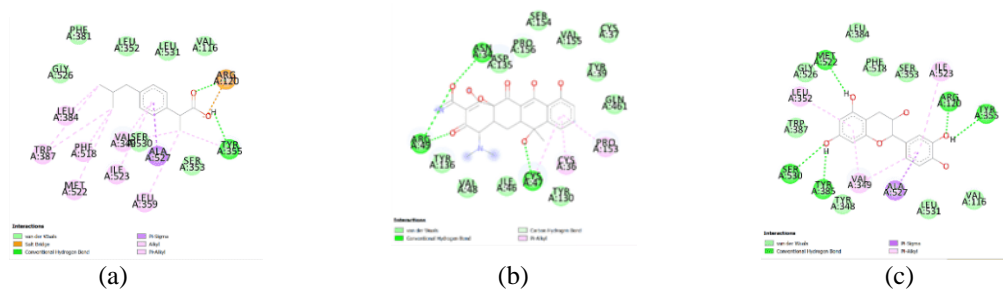 PHE
A:381
LEU
A:352
LEU
A:531
VAL
A:116
GLY
A:526
ARG
A:120
LEU
A:384
TRP
A:387
PHE
A:518
VAL
A:349
SER
A:530
ALA
A:527
TYR
A:355
SER
A:353
ILE
A:523
MET
A:522
LEU
A:359
Interactions
van der Waals
Salt Bridge
Conventional Hydrogen Bond
Pi-Sigma
Alkyl
Pi-Alkyl
(a)
SER
A:154
CYS
A:37
ASN
A:34
PRO
A:156
VAL
A:155
ASP
A:135
TYR
A:39
GLN
A:461
ARG
A:49
PRO
A:153
TYR
A:136
CYS
A:36
VAL
A:48
ILE
A:46
CYS
A:47
TYR
A:130
Interactions
van der Waals
Conventional Hydrogen Bond
Carbon Hydrogen Bond
Pi-Alkyl
(b)
LEU
A:384
MET
A:522
GLY
A:526
PHE
A:518
SER
A:353
ILE
A:523
LEU
A:352
ARG
A:120
TYR
A:355
TRP
A:387
H
O
SER
A:530
TYR
A:385
VAL
A:349
TYR
A:348
ALA
A:527
LEU
A:531
VAL
A:116
Interactions
van der Waals
Conventional Hydrogen Bond
Pi-Sigma
Pi-Alkyl
(c)